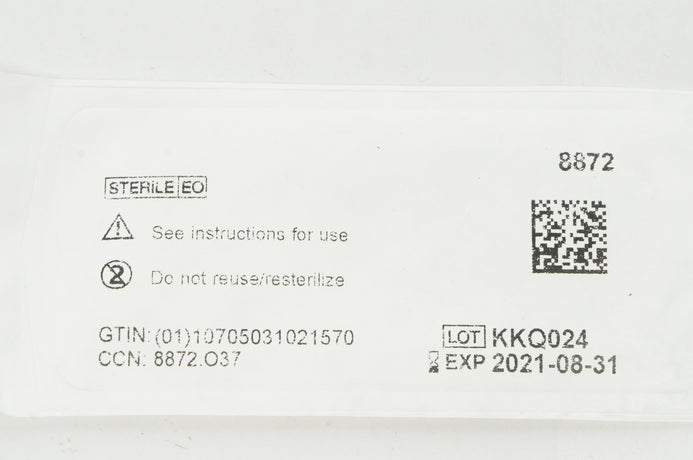 8872
STERILE EO
See instructions for use
2
Do not reuse/resterilize
GTIN:(01)10705031021570
CCN: 8872.O37
LOT KKQ024
EXP 2021-08-31